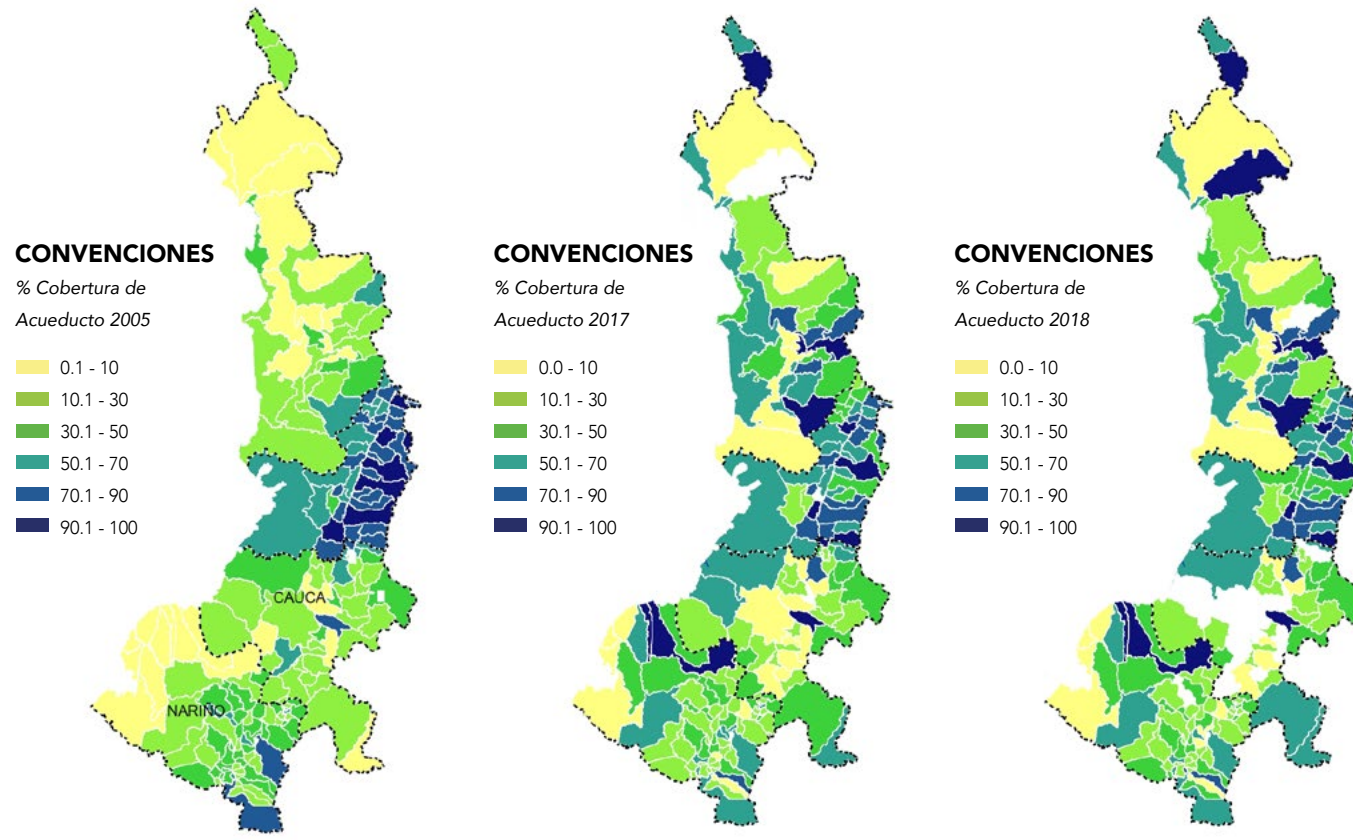 CONVENCIONES
% Cobertura de
Acueducto 2005
0.1 - 10
10.1 - 30
30.1 - 50
50.1 - 70
70.1 - 90
90.1 - 100
CAUCA
NARIÑO
CONVENCIONES
% Cobertura de
Acueducto 2017
0.0 - 10
10.1 - 30
30.1 - 50
50.1 - 70
70.1 - 90
90.1 - 100
CONVENCIONES
% Cobertura de
Acueducto 2018
0.0 - 10
10.1 - 30
30.1 - 50
50.1 - 70
70.1 - 90
90.1 - 100